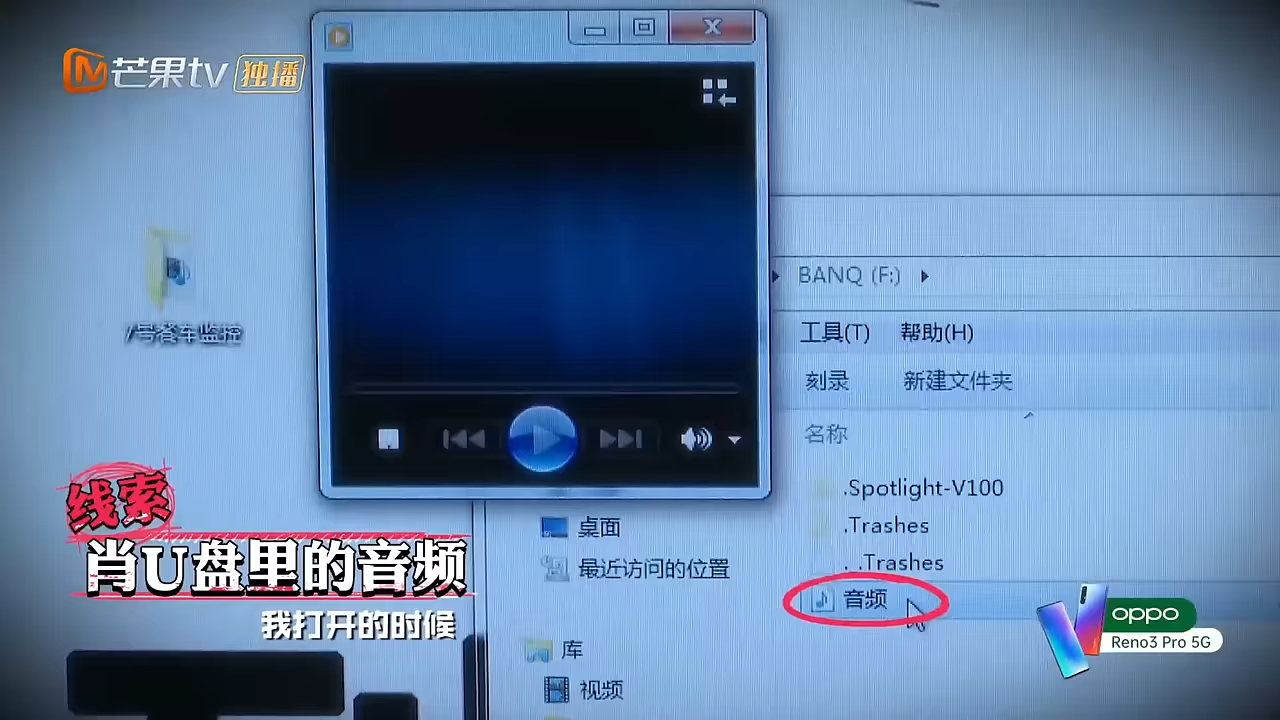 芒果tv 独播
BANQ (F:)
7号餐车监控
工具(T) 帮助(H)
刻录 新建文件夹
名称
.Spotlight-V100
.Trashes
._.Trashes
音频
桌面
最近访问的位置
库
视频
线索
肖U盘里的音频
我打开的时候
oppo
Reno3 Pro 5G